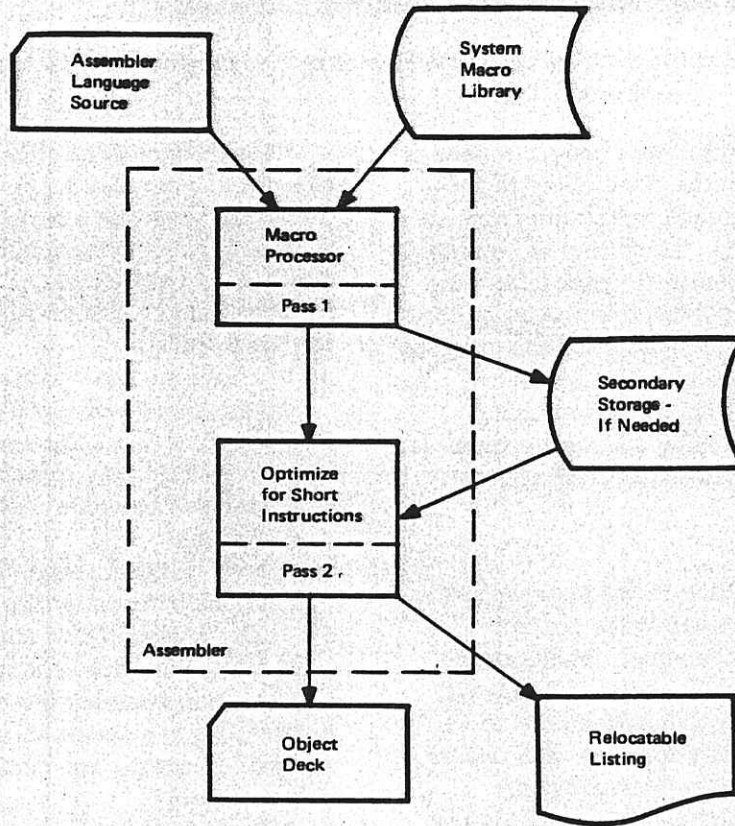 Assembler
Language
Source
System
Macro
Library
Macro
Processor
Pass 1
Secondary
Storage -
If Needed
Optimize
for Short
Instructions
Pass 2
Assembler
Object
Deck
Relocatable
Listing